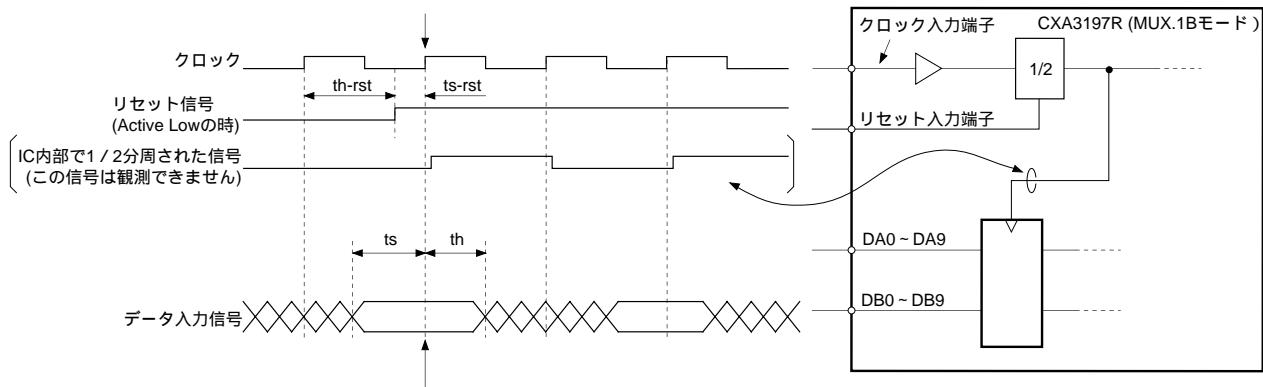 クロック
th-rst
ts-rst
リセット信号
(Active Lowの時)
IC内部で1 / 2分周された信号
(この信号は観測できません)
ts
th
データ入力信号
クロック入力端子
CXA3197R (MUX.1Bモード )
1/2
リセット入力端子
DA0 ~ DA9
DB0 ~ DB9